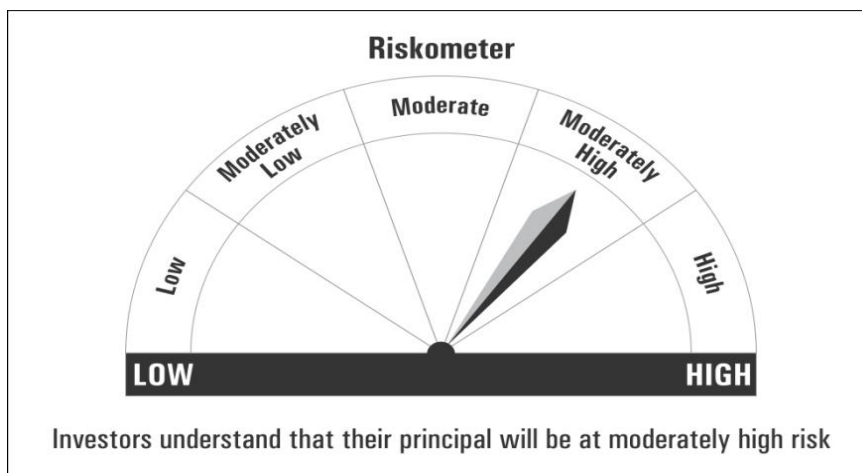 Riskometer
Low
Moderately
Low
Moderate
Moderately
High
High
LOW
HIGH
Investors understand that their principal will be at moderately high risk